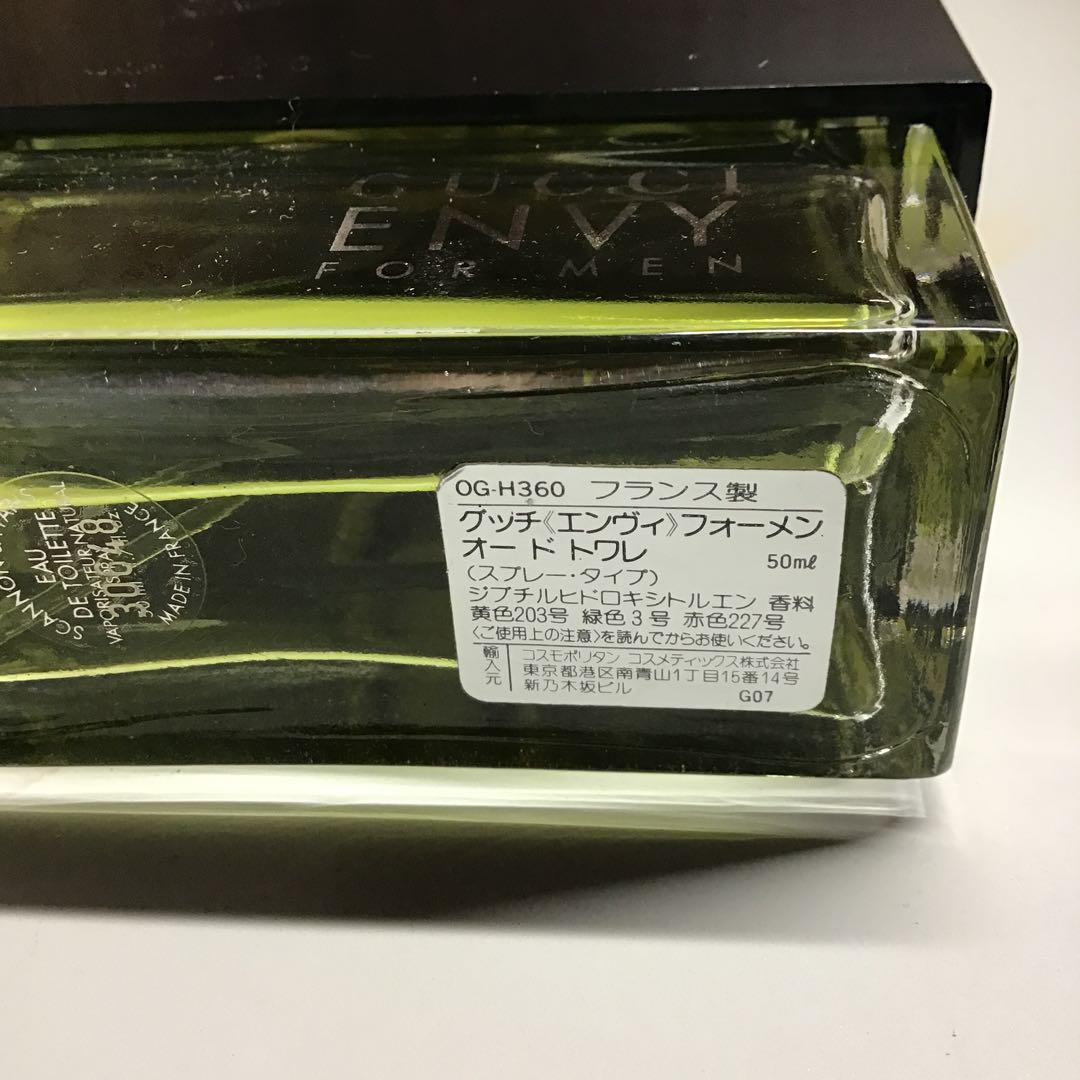 GUCCI
ENVY
FOR MEN
OG-H360 フランス製
グッチ《エンヴィ》フォーメン
オー ド トワレ 50ml
(スプレー・タイプ)
ジブチルヒドロキシトルエン 香料
黄色203号 緑色3号 赤色227号
〈ご使用上の注意〉を読んでからお使いください。
輸入元
コスモポリタン コスメティックス株式会社
東京都港区南青山1丁目15番14号
新乃木坂ビル G07
EAU
DE TOILETTE
VAPORISATEUR NATURAL
MADE IN FRANCE